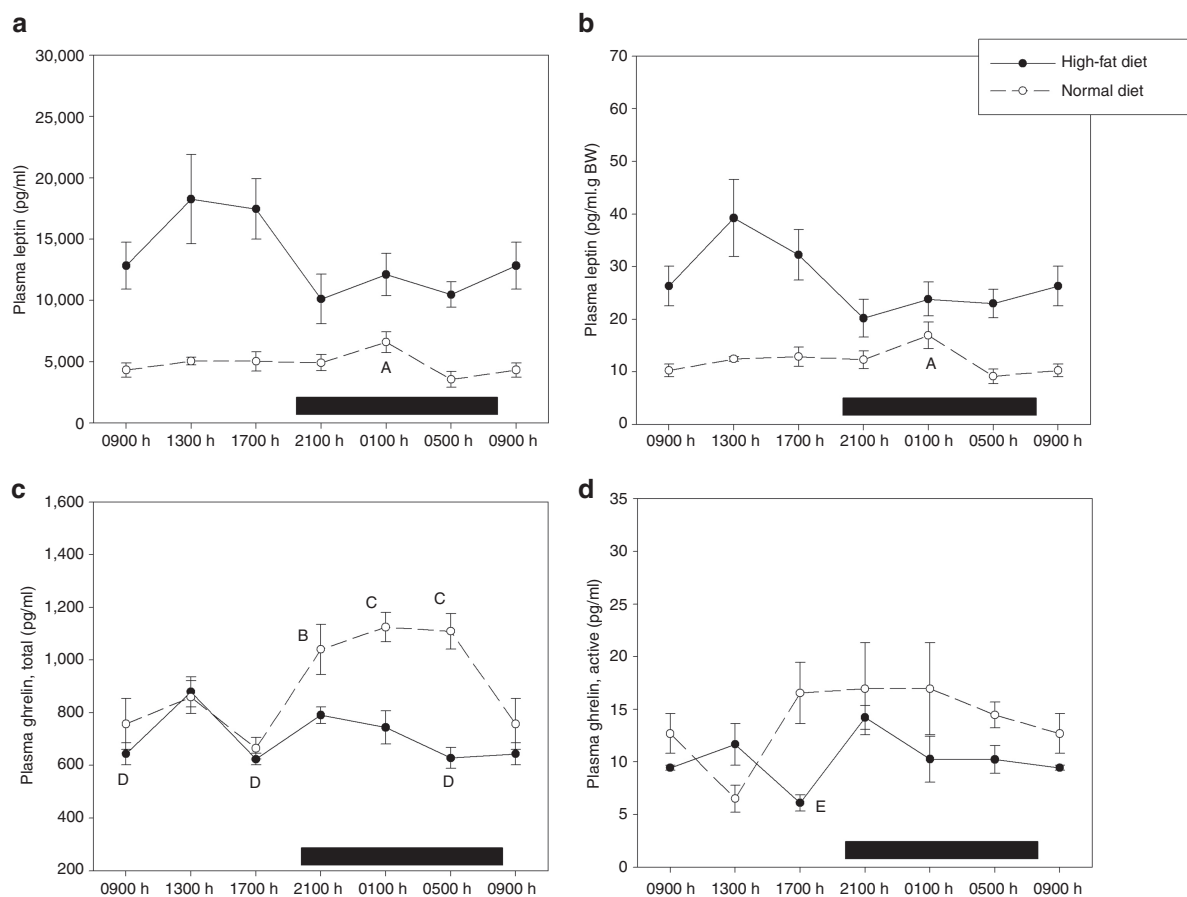 a
30,000
25,000
20,000
15,000
10,000
5,000
0
Plasma leptin (pg/ml)
A
0900 h 1300 h 1700 h 2100 h 0100 h 0500 h 0900 h
b
70
60
50
40
30
20
10
0
Plasma leptin (pg/ml.g BW)
High-fat diet
Normal diet
A
0900 h 1300 h 1700 h 2100 h 0100 h 0500 h 0900 h
c
1,600
1,400
1,200
1,000
800
600
400
200
Plasma ghrelin, total (pg/ml)
B C C
D D D
0900 h 1300 h 1700 h 2100 h 0100 h 0500 h 0900 h
d
35
30
25
20
15
10
5
0
Plasma ghrelin, active (pg/ml)
E
0900 h 1300 h 1700 h 2100 h 0100 h 0500 h 0900 h